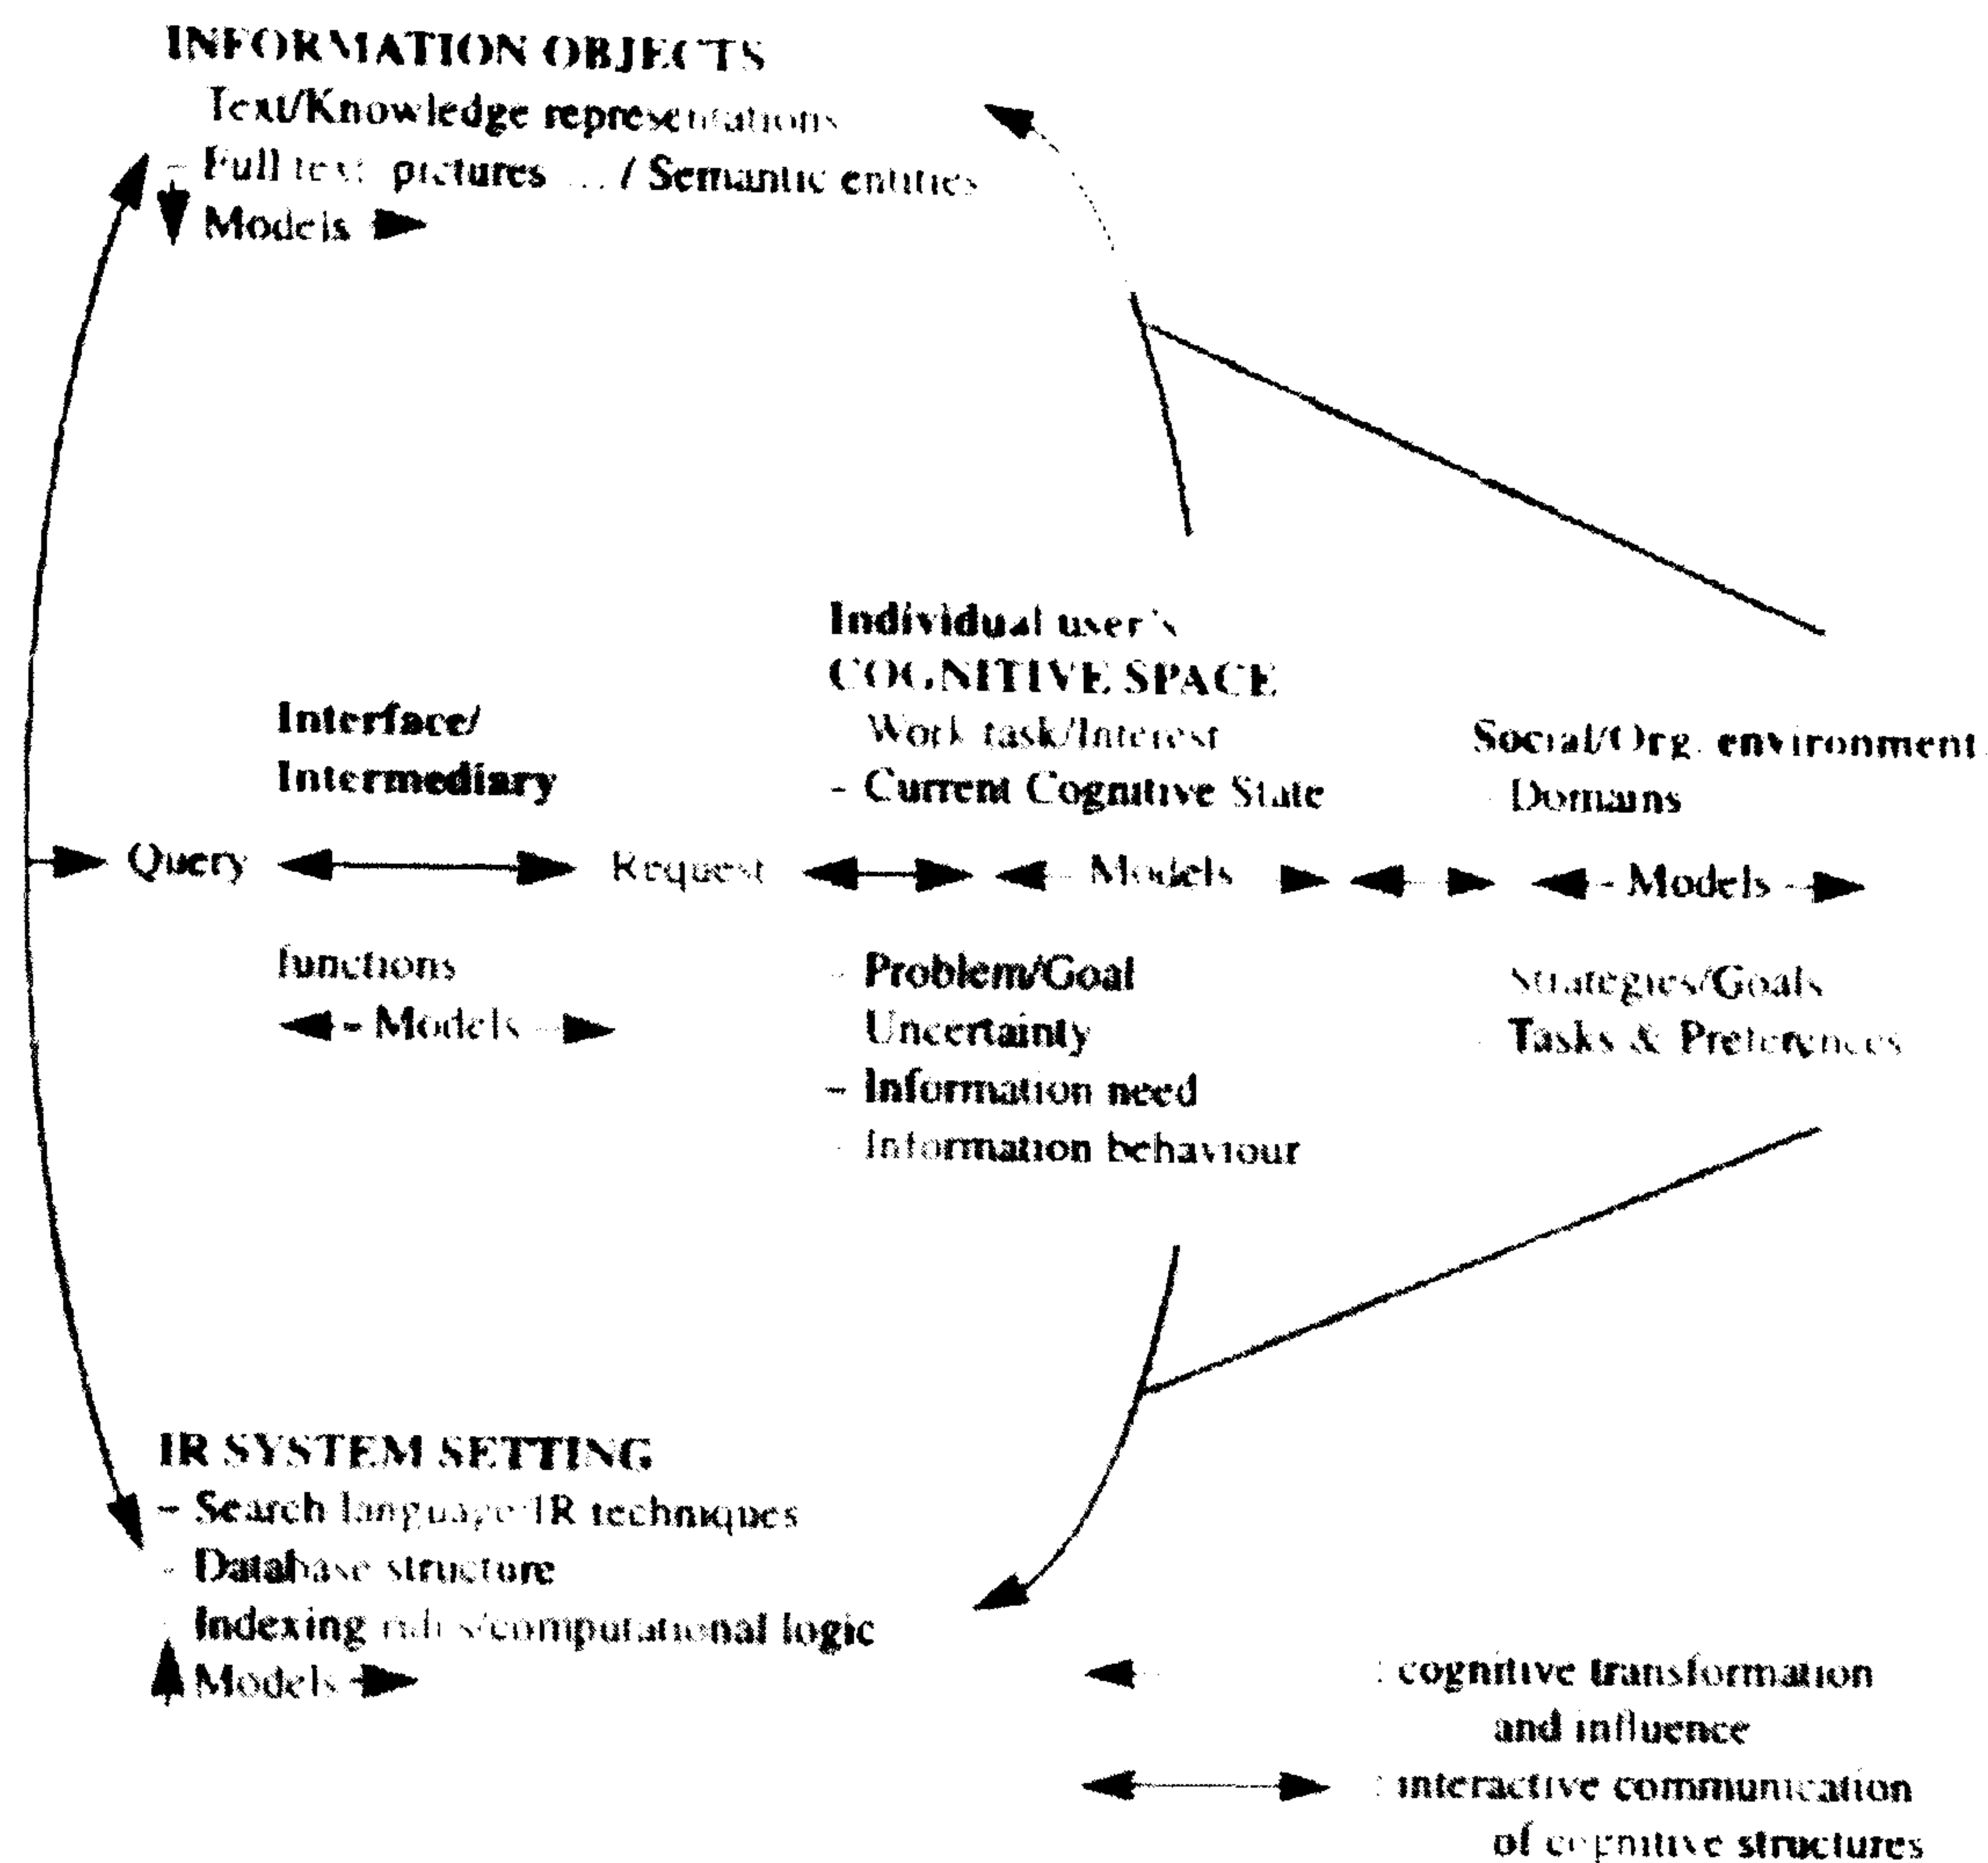 INFORMATION OBJECTS
Text/Knowledge representations
- Full text, pictures ... / Semantic entities
Models
Individual user's
COGNITIVE SPACE
Work task/Interest
- Current Cognitive State
Interface/
Intermediary
Social/Org. environment
- Domains
Query
Request
- Models
- Models -
functions
- Models -
- Problem/Goal
Uncertainty
- Information need
- Information behaviour
Strategies/Goals
- Tasks & Preferences
IR SYSTEM SETTING
- Search language/IR techniques
- Database structure
- Indexing rules/computational logic
Models
: cognitive transformation
and influence
: interactive communication
of cognitive structures